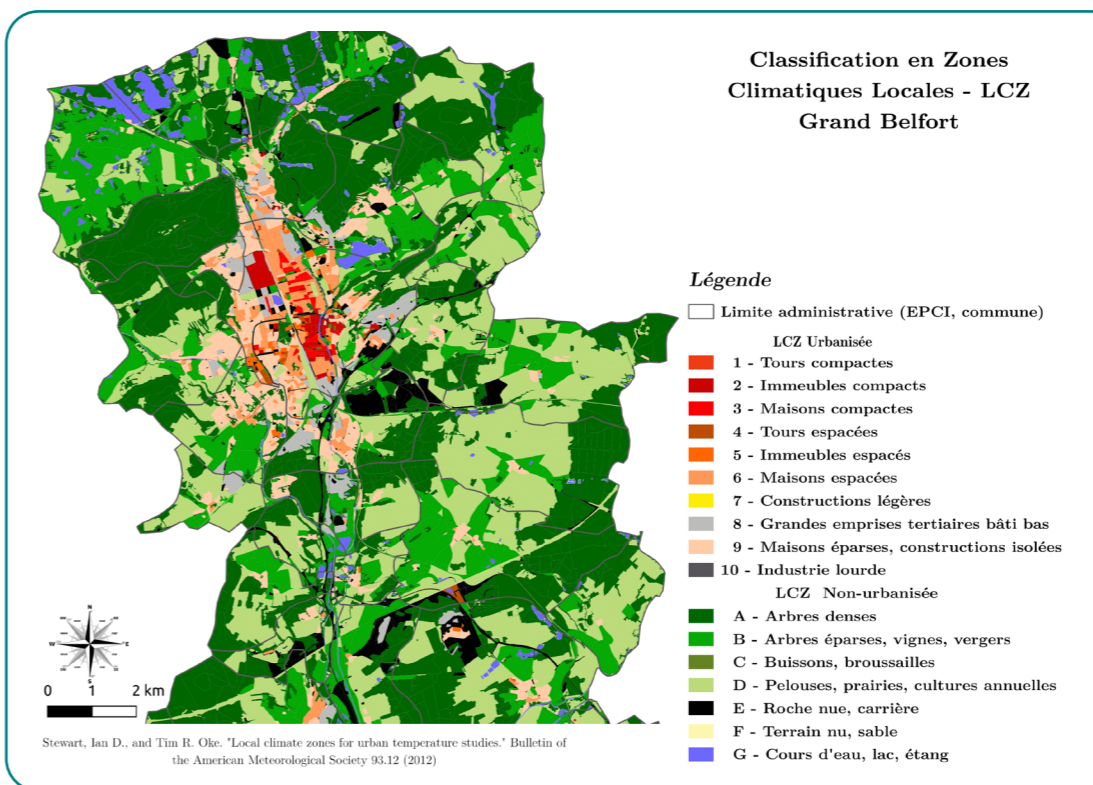 Classification en Zones
Climatiques Locales - LCZ
Grand Belfort
Légende
Limite administrative (EPCI, commune)
LCZ Urbanisée
1 - Tours compactes
2 - Immeubles compacts
3 - Maisons compactes
4 - Tours espacées
5 - Immeubles espacés
6 - Maisons espacées
7 - Constructions légères
8 - Grandes emprises tertiaires bâti bas
9 - Maisons éparses, constructions isolées
10 - Industrie lourde
LCZ Non-urbanisée
A - Arbres denses
B - Arbres éparses, vignes, vergers
C - Buissons, broussailles
D - Pelouses, prairies, cultures annuelles
E - Roche nue, carrière
F - Terrain nu, sable
G - Cours d'eau, lac, étang
N
W E
S
0 1 2 km
Stewart, Ian D., and Tim R. Oke. "Local climate zones for urban temperature studies." Bulletin of
the American Meteorological Society 93.12 (2012)